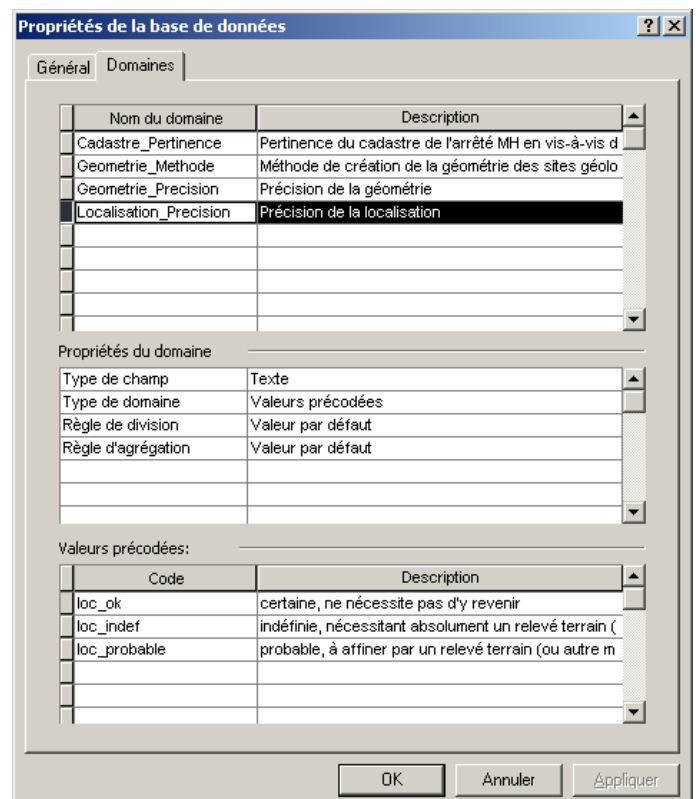 Propriétés de la base de données
Général Domaines
Nom du domaine Description
Cadastre_Pertinence Pertinence du cadastre de l'arrêté MH en vis-à-vis d
Geometrie_Methode Méthode de création de la géométrie des sites géolo
Geometrie_Precision Précision de la géométrie
Localisation_Precision Précision de la localisation
Propriétés du domaine
Type de champ Texte
Type de domaine Valeurs précodées
Règle de division Valeur par défaut
Règle d'agrégation Valeur par défaut
Valeurs précodées:
Code Description
loc_ok certaine, ne nécessite pas d'y revenir
loc_indef indéfinie, nécessitant absolument un relevé terrain (
loc_probable probable, à affiner par un relevé terrain (ou autre m
OK Annuler Appliquer